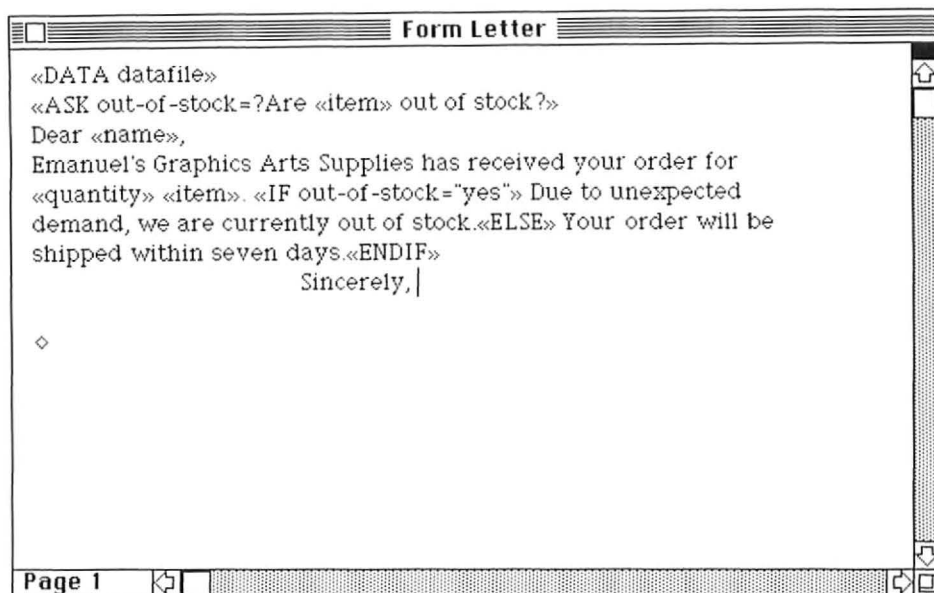 Form Letter
«DATA datafile»
«ASK out-of-stock=?Are «item» out of stock?»
Dear «name»,
Emanuel's Graphics Arts Supplies has received your order for
«quantity» «item». «IF out-of-stock="yes"» Due to unexpected
demand, we are currently out of stock.«ELSE» Your order will be
shipped within seven days.«ENDIF»
Sincerely,
Page 1